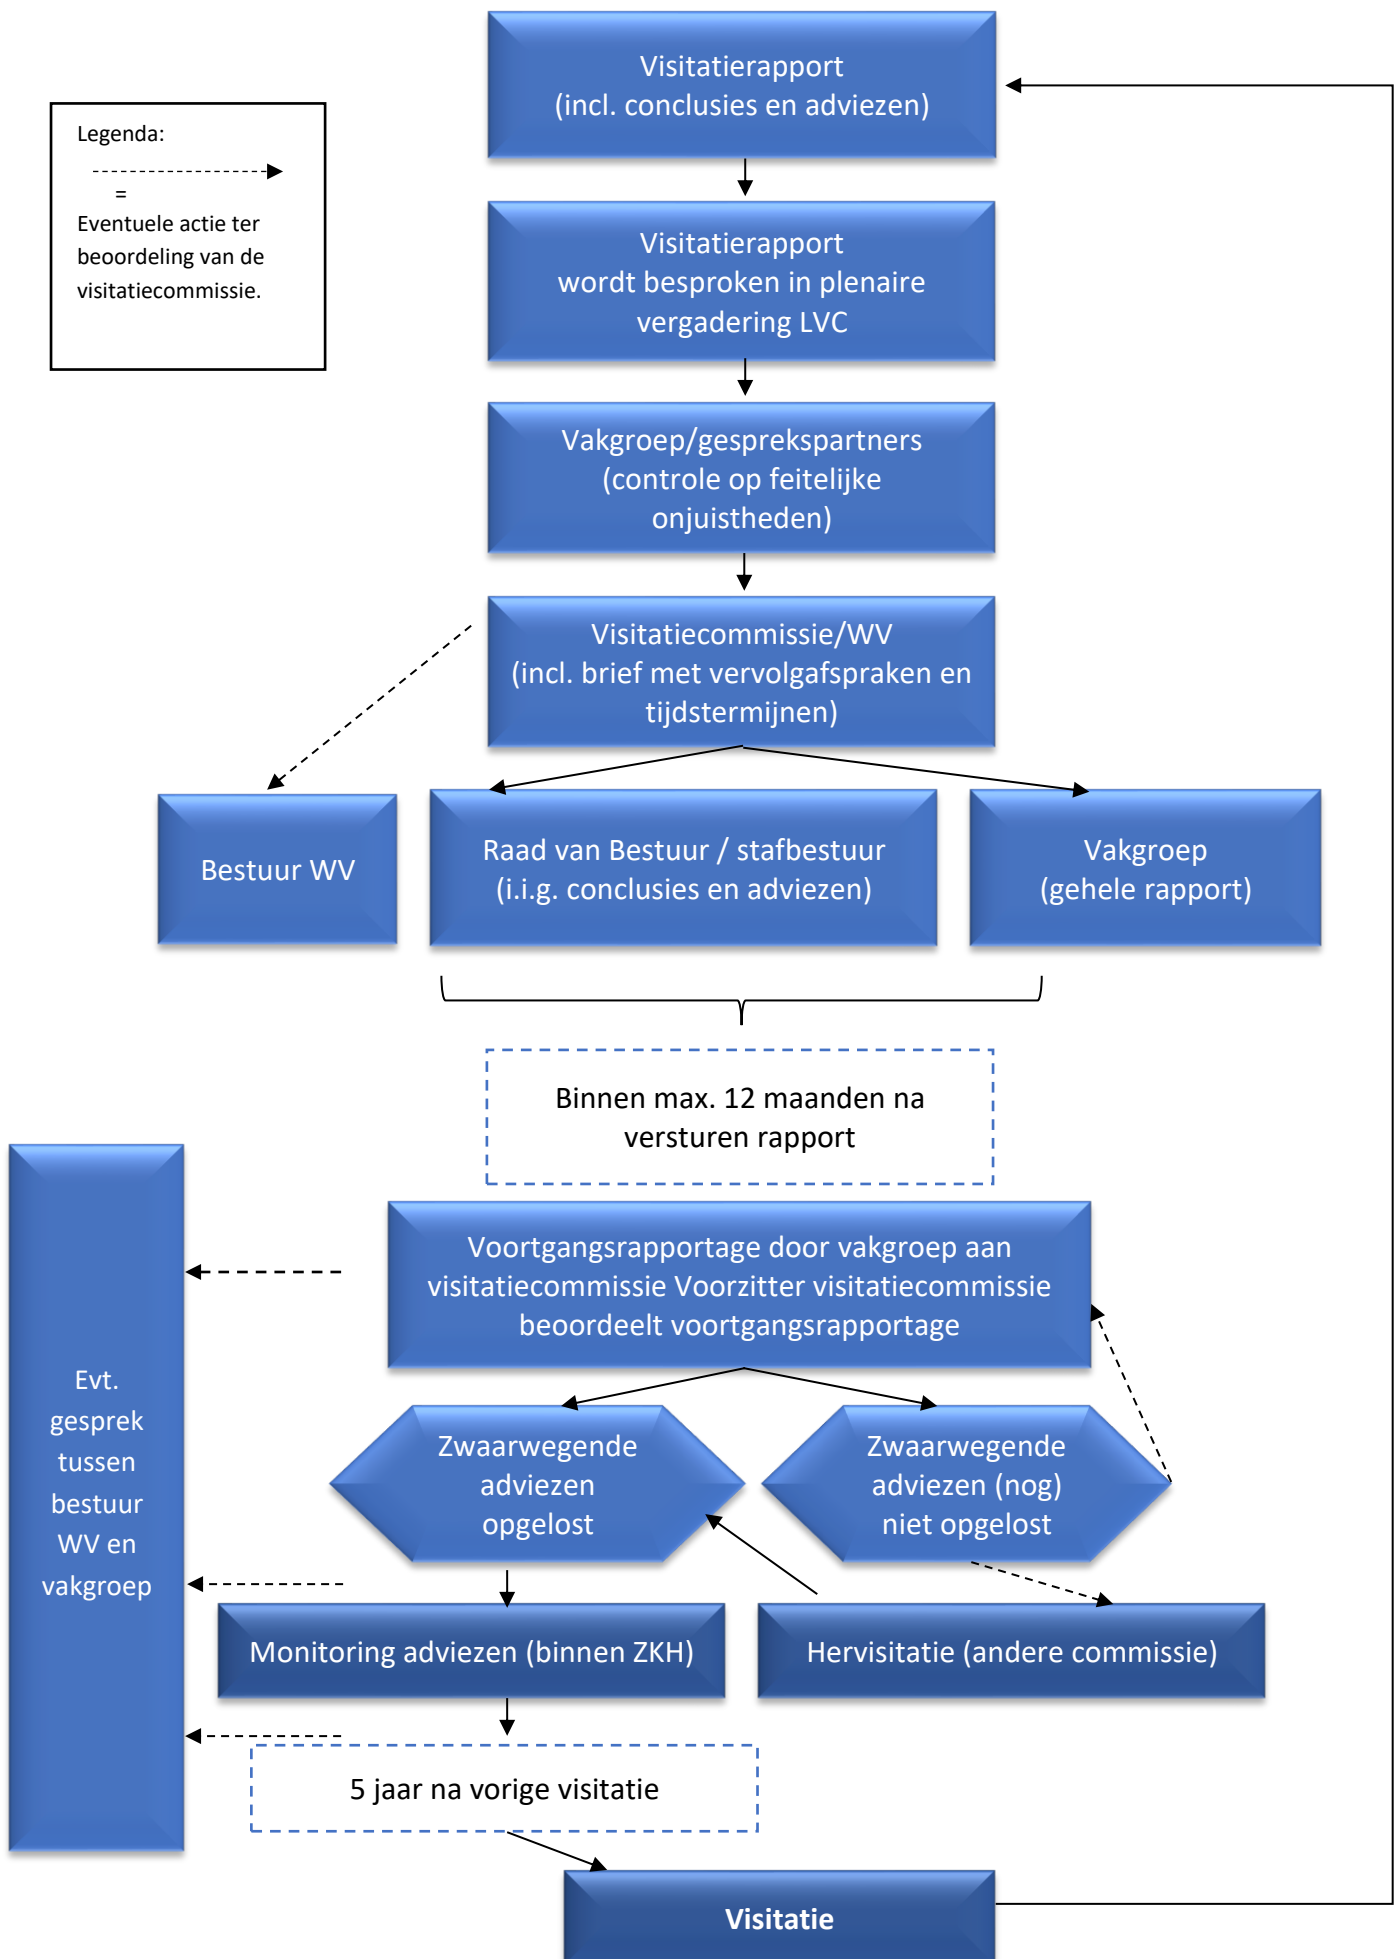 Visitatierapport
(incl. conclusies en adviezen)
Legenda:
=
Eventuele actie ter
beoordeling van de
visitatiecommissie.
Visitatierapport
wordt besproken in plenaire
vergadering LVC
Vakgroep/gesprekspartners
(controle op feitelijke
onjuistheden)
Visitatiecommissie/WV
(incl. brief met vervolgafspraken en
tijdstermijnen)
Bestuur WV
Raad van Bestuur / stafbestuur
(i.i.g. conclusies en adviezen)
Vakgroep
(gehele rapport)
Binnen max. 12 maanden na
versturen rapport
Voortgangsrapportage door vakgroep aan
visitatiecommissie Voorzitter visitatiecommissie
beoordeelt voortgangsrapportage
Evt.
gesprek
tussen
bestuur
WV en
vakgroep
Zwaarwegende
adviezen
opgelost
Zwaarwegende
adviezen (nog)
niet opgelost
Monitoring adviezen (binnen ZKH)
Hervisitatie (andere commissie)
5 jaar na vorige visitatie
Visitatie